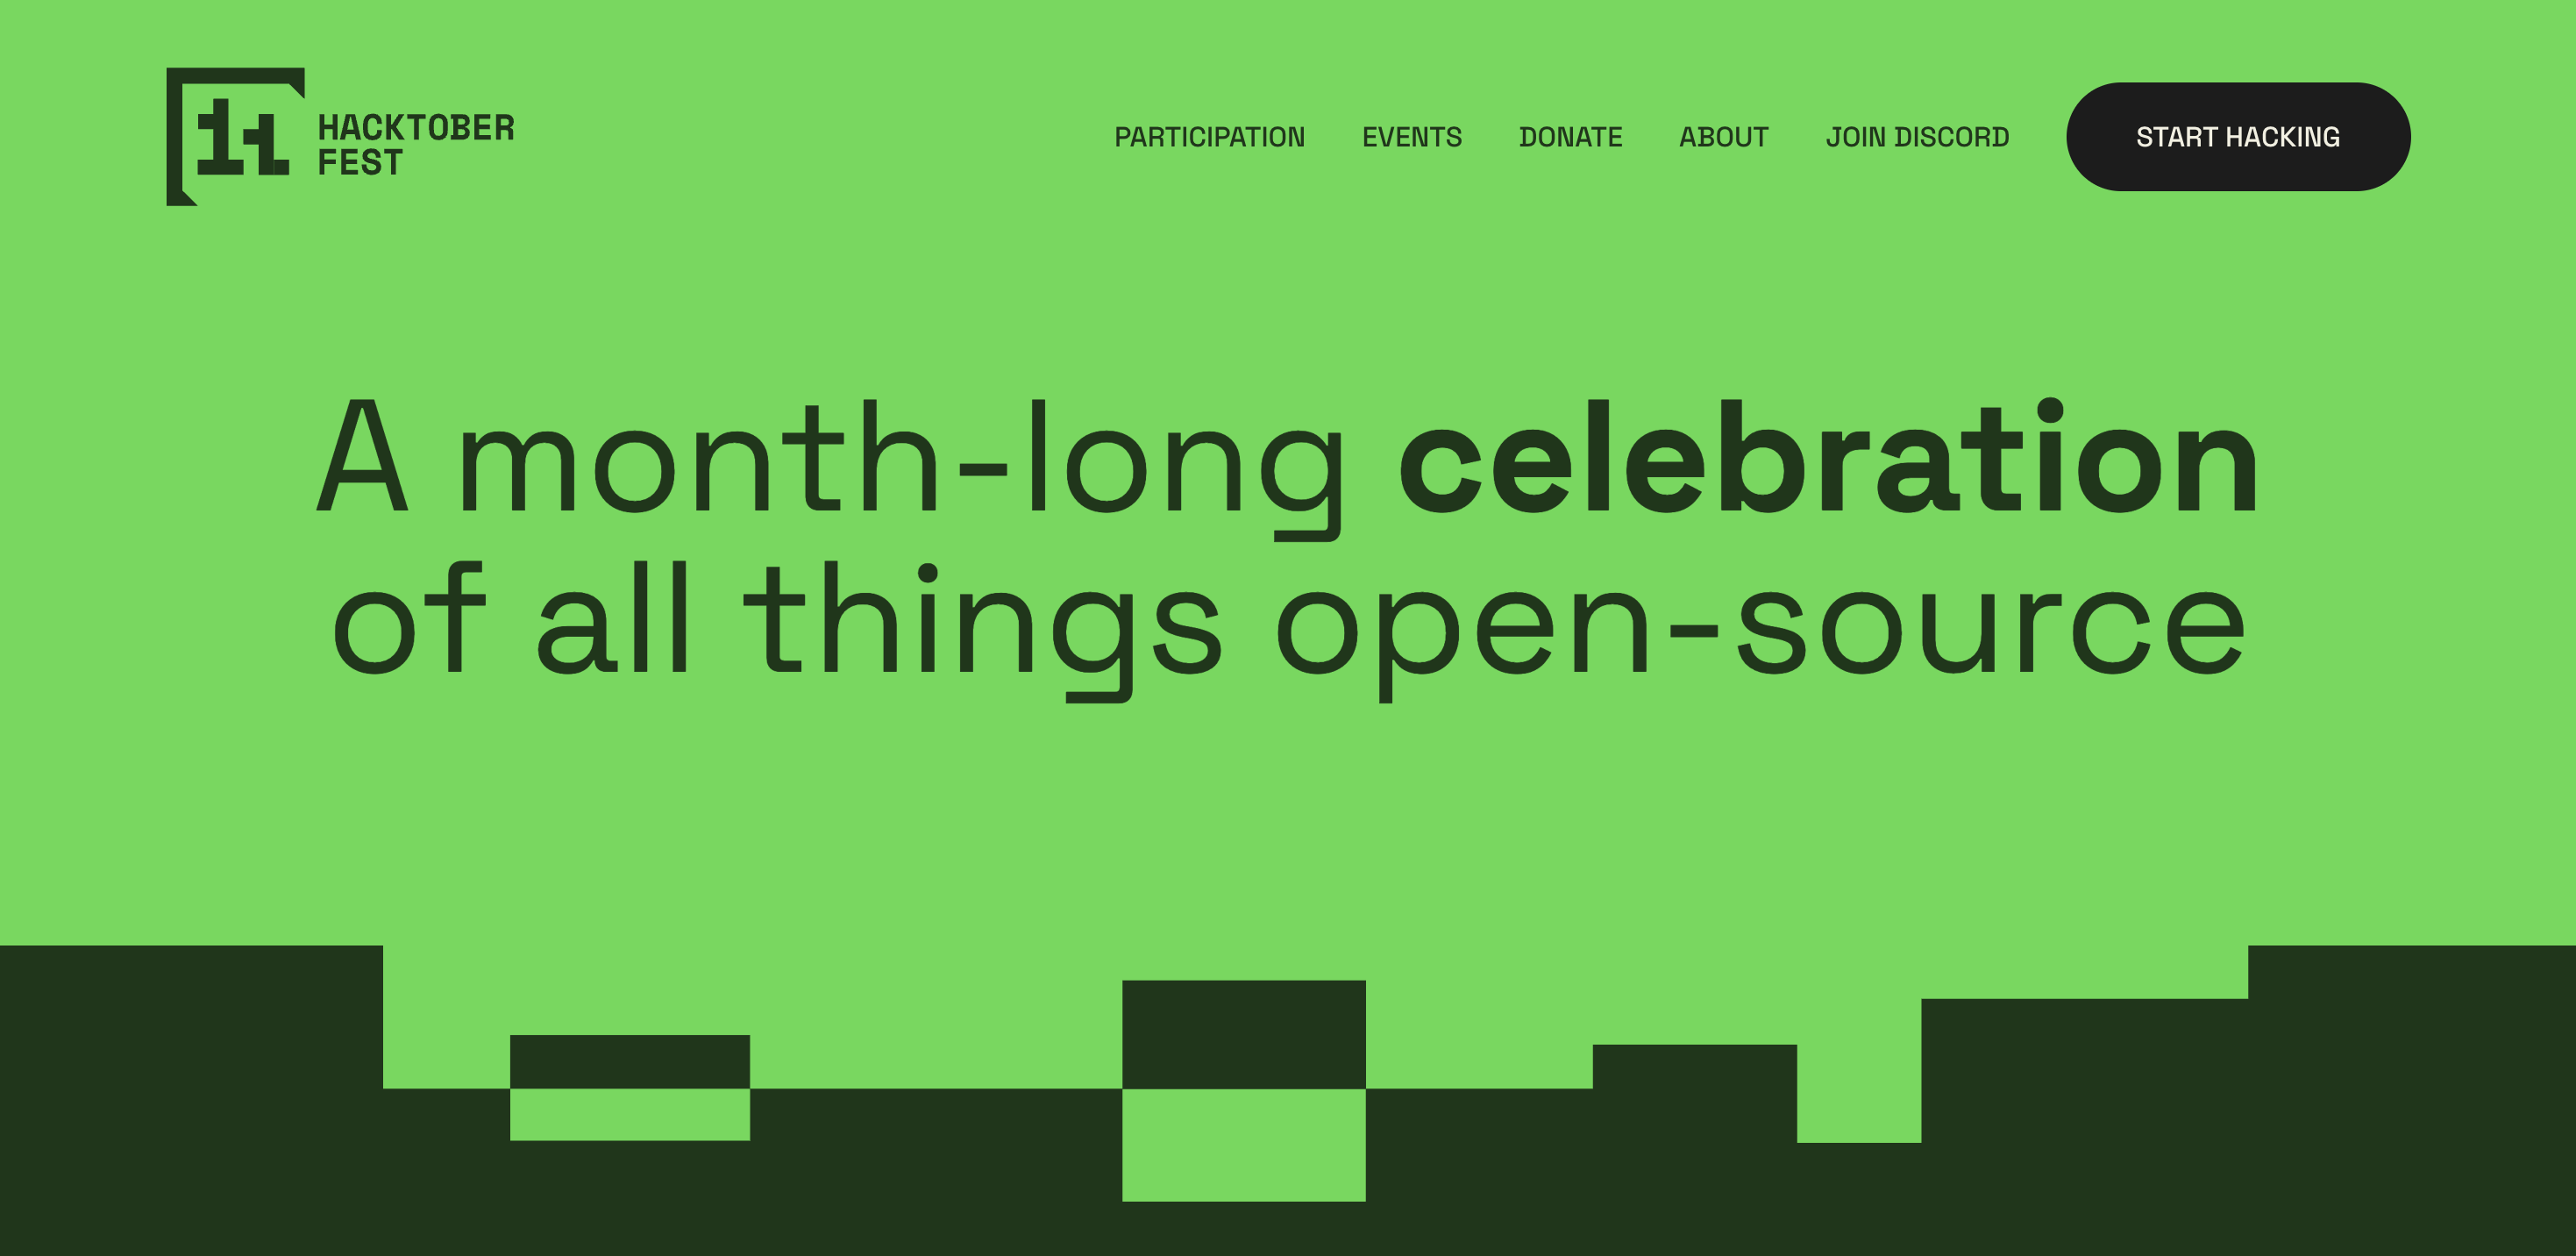 HACKTOBER
FEST
PARTICIPATION EVENTS DONATE ABOUT JOIN DISCORD START HACKING
A month-long celebration
of all things open-source